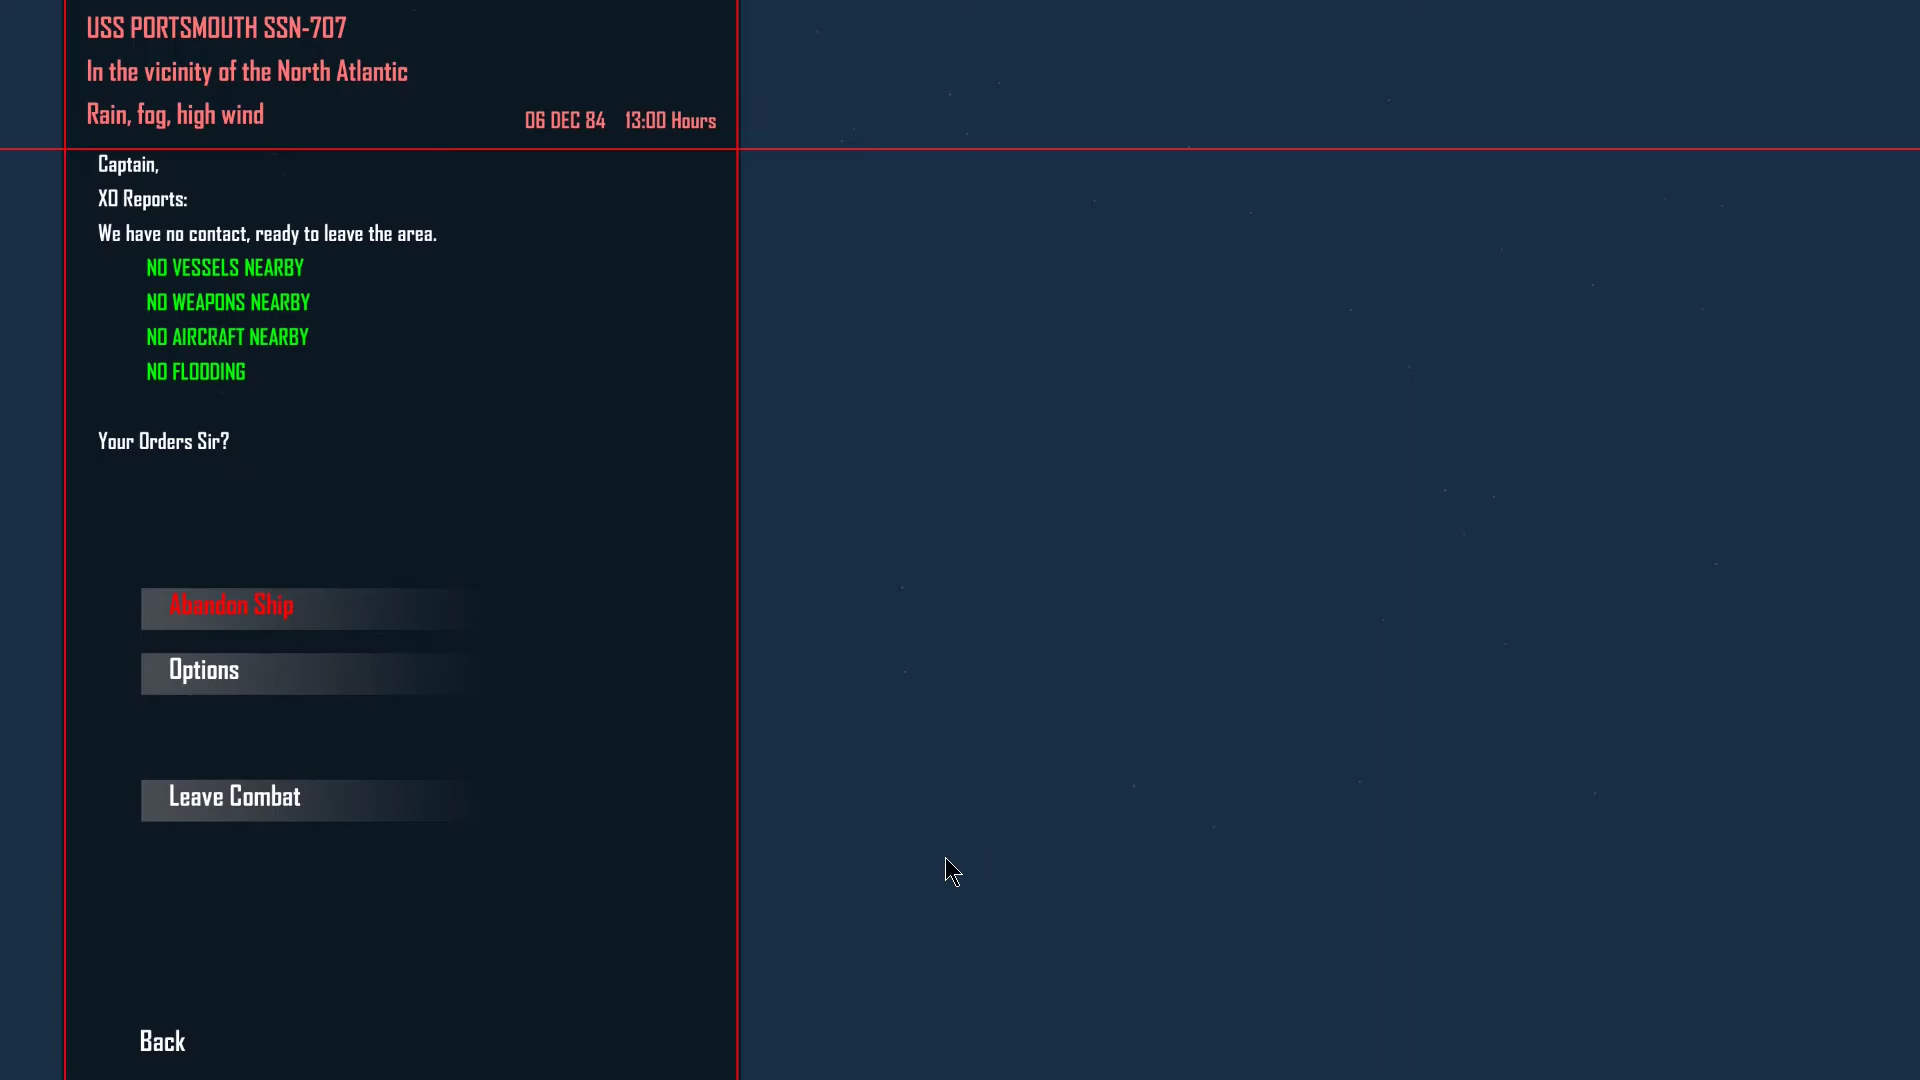 USS PORTSMOUTH SSN-707
In the vicinity of the North Atlantic
Rain, fog, high wind
06 DEC 84 13:00 Hours
Captain,
XO Reports:
We have no contact, ready to leave the area.
NO VESSELS NEARBY
NO WEAPONS NEARBY
NO AIRCRAFT NEARBY
NO FLOODING
Your Orders Sir?
Abandon Ship
Options
Leave Combat
Back